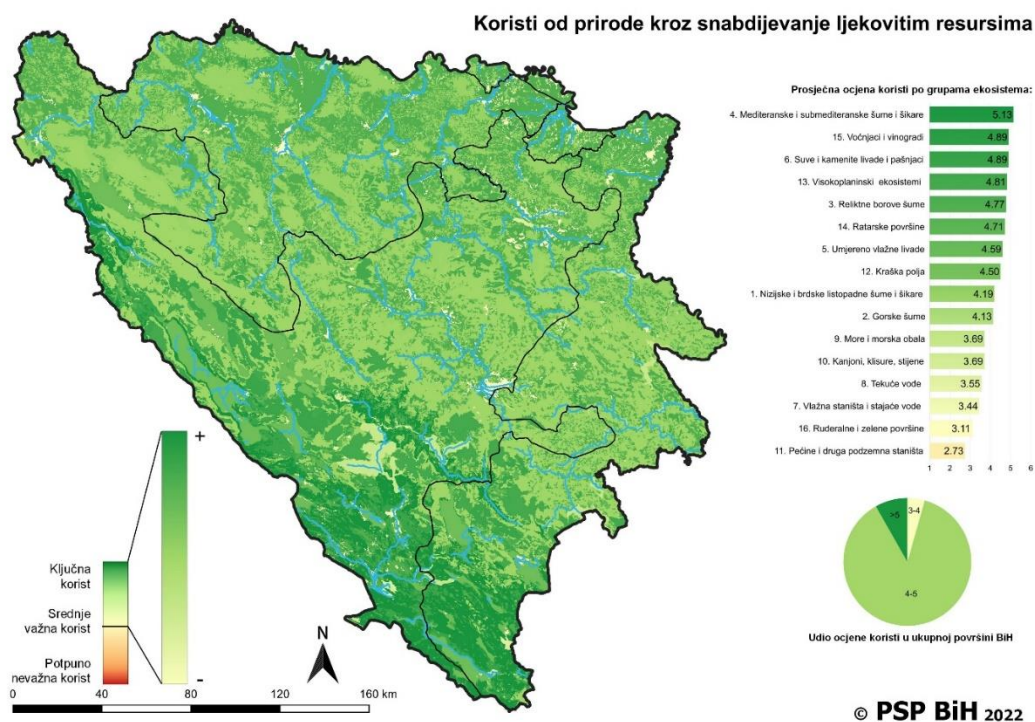 Koristi od prirode kroz snabdijevanje ljekovitim resursima
Prosječna ocjena koristi po grupama ekosistema:
4. Mediteranske i submediteranske šume i šikare 5.13
15. Voćnjaci i vinogradi 4.89
6. Suve i kamenite livade i pašnjaci 4.89
13. Visokoplaninski ekosistemi 4.81
3. Reliktne borove šume 4.77
14. Ratarske površine 4.71
5. Umjereno vlažne livade 4.59
12. Kraška polja 4.50
1. Nizijske i brdske listopadne šume i šikare 4.19
2. Gorske šume 4.13
9. More i morska obala 3.69
10. Kanjoni, klisure, stijene 3.69
8. Tekuće vode 3.55
7. Vlažna staništa i stajaće vode 3.44
16. Ruderalne i zelene površine 3.11
11. Pećine i druga podzemna staništa 2.73
1 2 3 4 5 6
>5 3-4
4-5
Udio ocjene koristi u ukupnoj površini BiH
+
Ključna
korist
Srednje
važna korist
Potpuno
nevažna korist
-
N
0 40 80 120 160 km
© PSP BiH 2022